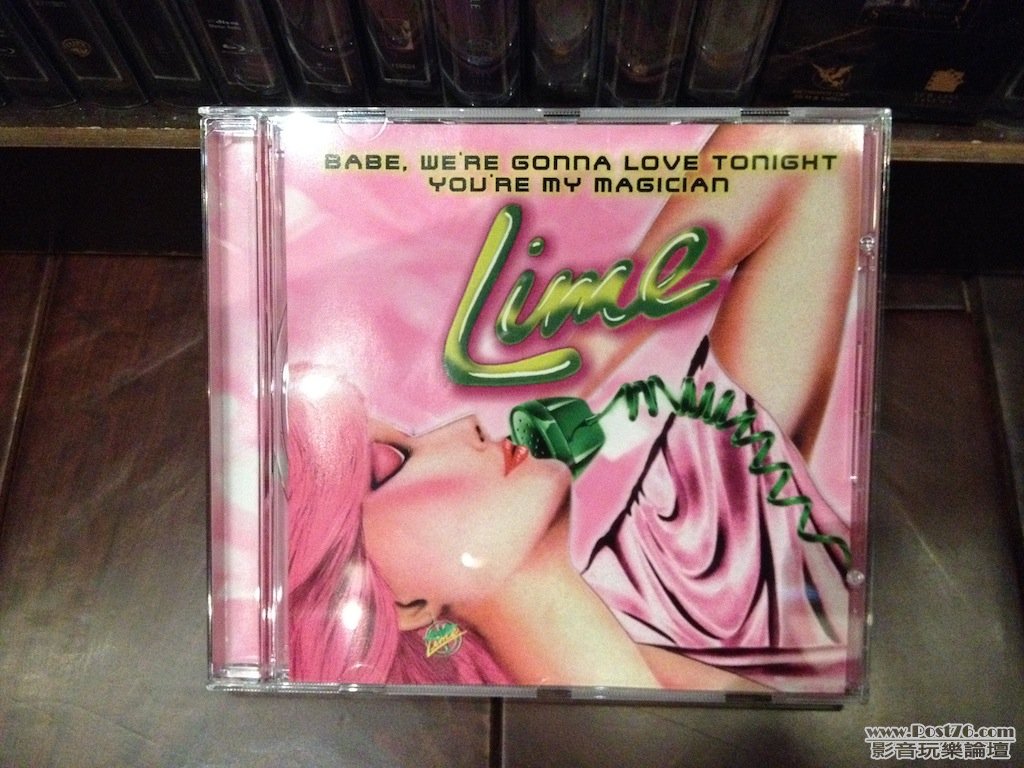 BABE, WE'RE GONNA LOVE TONIGHT
YOU'RE MY MAGICIAN
Lime
Lime
www.Post76.com
影音玩樂論壇